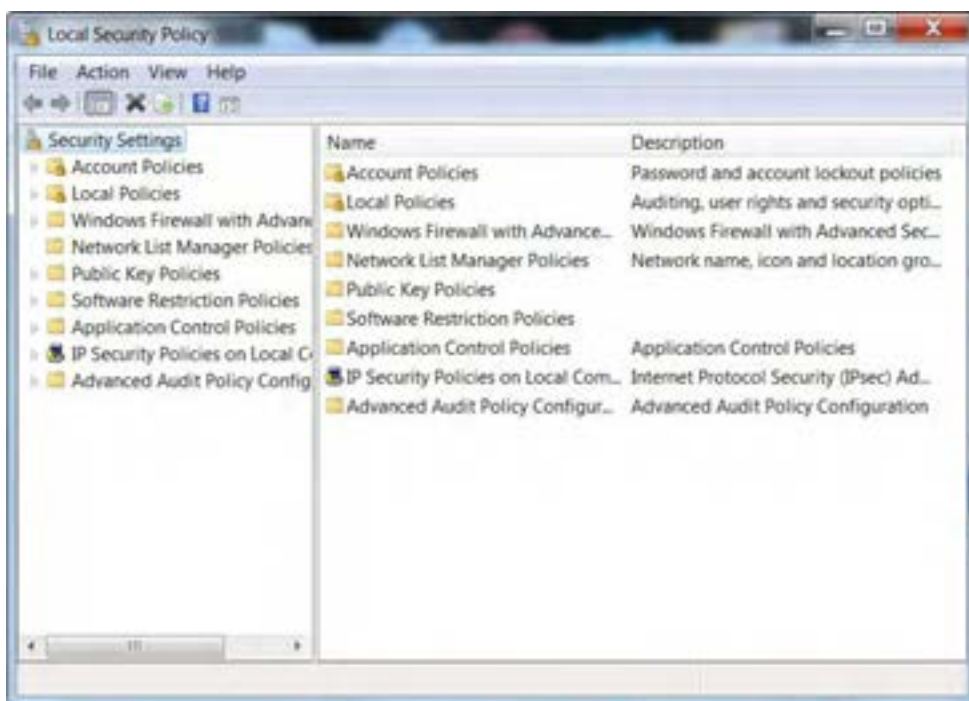 Local Security Policy
File Action View Help
Security Settings
Account Policies
Local Policies
Windows Firewall with Advan
Network List Manager Policies
Public Key Policies
Software Restriction Policies
Application Control Policies
IP Security Policies on Local C
Advanced Audit Policy Config
Name Description
Account Policies Password and account lockout policies
Local Policies Auditing, user rights and security opti...
Windows Firewall with Advance... Windows Firewall with Advanced Sec...
Network List Manager Policies Network name, icon and location gro...
Public Key Policies
Software Restriction Policies
Application Control Policies Application Control Policies
IP Security Policies on Local Com... Internet Protocol Security (IPsec) Ad...
Advanced Audit Policy Configur... Advanced Audit Policy Configuration